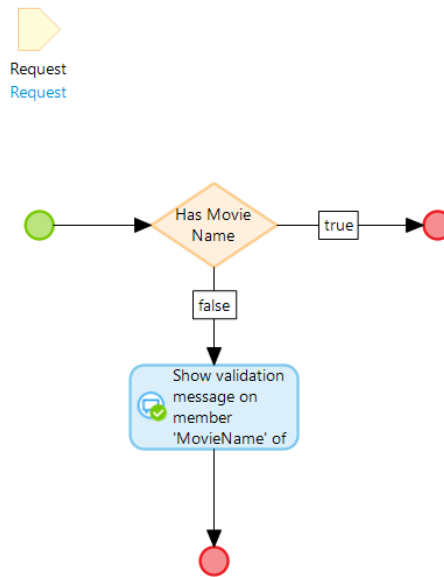 Request
Request
Has Movie
Name
true
false
Show validation
message on
member
'MovieName' of